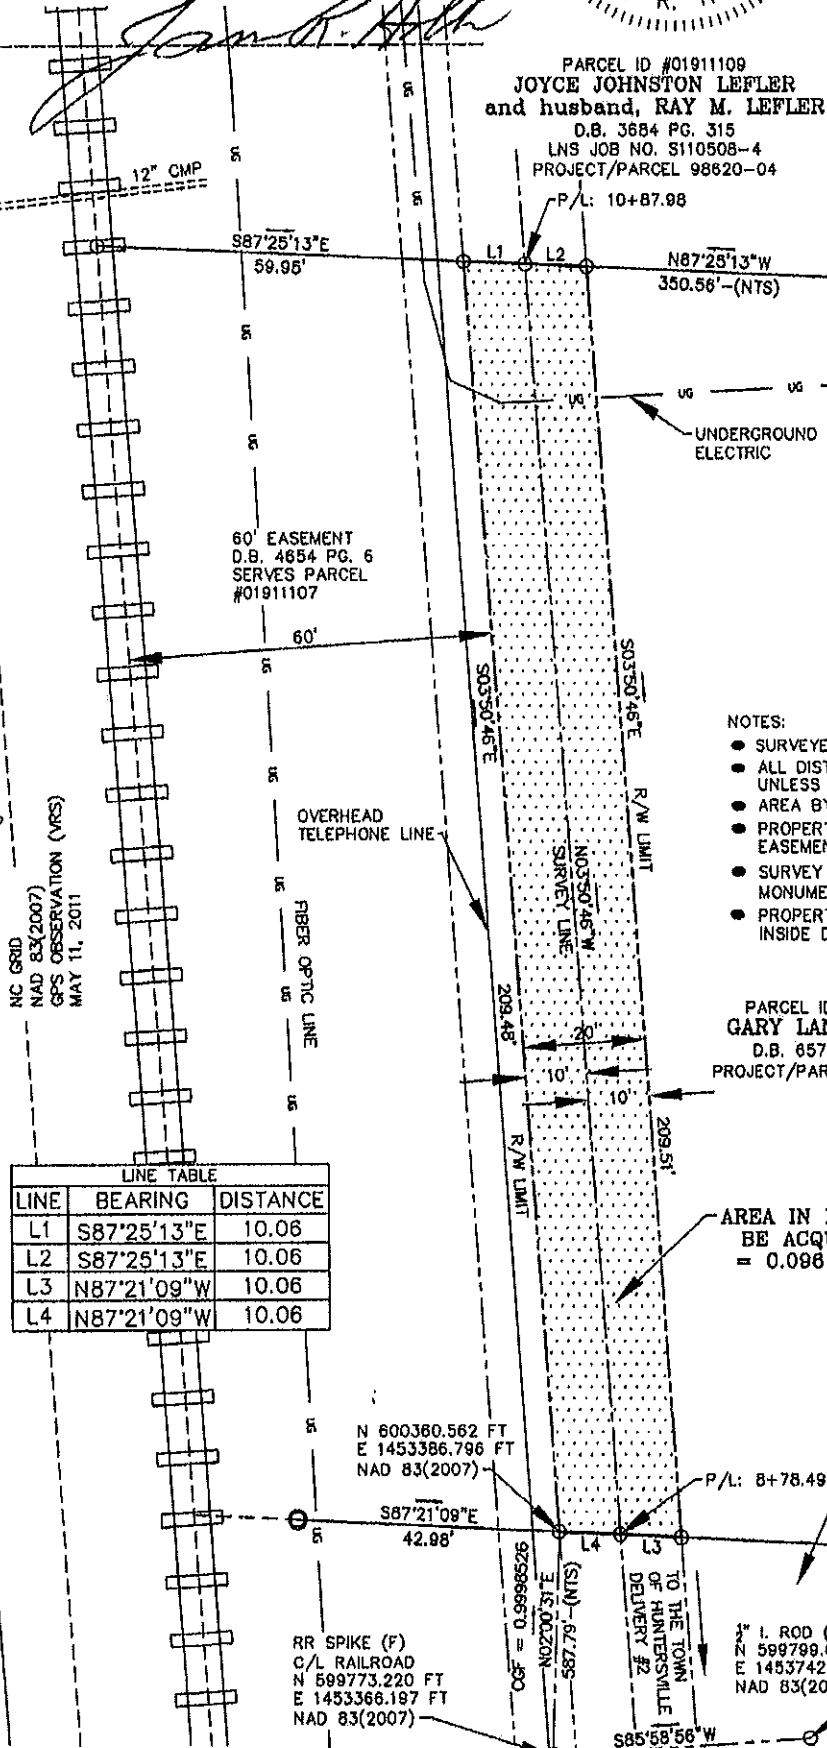 R.
PARCEL ID #01911109
JOYCE JOHNSTON LEFLER
and husband, RAY M. LEFLER
D.B. 3684 PG. 315
LNS JOB NO. S110508-4
PROJECT/PARCEL 98620-04
12" CMP
P/L: 10+87.98
S87°25'13"E
59.95'
L1
L2
N87°25'13"W
350.56'-(NTS)
UG
UG
UG
UNDERGROUND
ELECTRIC
60' EASEMENT
D.B. 4654 PG. 6
SERVES PARCEL
#01911107
60'
S03°50'46"E
S03°50'46"E
R/W LIMIT
NOTES:
● SURVEYE
● ALL DIST
UNLESS
● AREA BY
● PROPERT
EASEMEN
● SURVEY
MONUME
● PROPERT
INSIDE D
OVERHEAD
TELEPHONE LINE
N03°50'46"W
SURVEY LINE
NC GRID
NAD 83(2007)
GPS OBSERVATION (VRS)
MAY 11, 2011
FIBER OPTIC LINE
209.48'
20'
10'
10'
PARCEL ID
GARY LAN
D.B. 657
PROJECT/PAR
R/W LIMIT
209.51'
LINE TABLE
LINE BEARING DISTANCE
L1 S87°25'13"E 10.06
L2 S87°25'13"E 10.06
L3 N87°21'09"W 10.06
L4 N87°21'09"W 10.06
AREA IN
BE ACQU
= 0.096
N 600360.562 FT
E 1453386.796 FT
NAD 83(2007)
P/L: 8+78.49
S87°21'09"E
42.98'
L4
L3
CGF = 0.9998526
N02°00'31"E
587.79'-(NTS)
TO THE TOWN
OF HUNTERSVILLE
DELIVERY #2
RR SPIKE (F)
C/L RAILROAD
N 599773.220 FT
E 1453366.197 FT
NAD 83(2007)
½" I. ROD (
N 599799.
E 1453742
NAD 83(20
S85°58'56"W